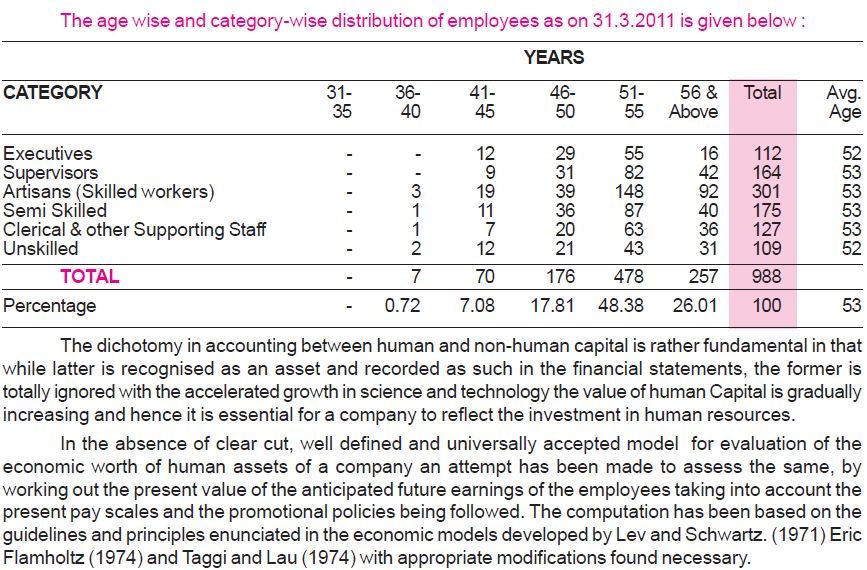 The age wise and category-wise distribution of employees as on 31.3.2011 is given below :
YEARS
CATEGORY 31-35 36-40 41-45 46-50 51-55 56 & Above Total Avg. Age
Executives - - 12 29 55 16 112 52
Supervisors - - 9 31 82 42 164 53
Artisans (Skilled workers) - 3 19 39 148 92 301 53
Semi Skilled - 1 11 36 87 40 175 53
Clerical & other Supporting Staff - 1 7 20 63 36 127 53
Unskilled - 2 12 21 43 31 109 52
TOTAL - 7 70 176 478 257 988
Percentage - 0.72 7.08 17.81 48.38 26.01 100 53
The dichotomy in accounting between human and non-human capital is rather fundamental in that
while latter is recognised as an asset and recorded as such in the financial statements, the former is
totally ignored with the accelerated growth in science and technology the value of human Capital is gradually
increasing and hence it is essential for a company to reflect the investment in human resources.
In the absence of clear cut, well defined and universally accepted model for evaluation of the
economic worth of human assets of a company an attempt has been made to assess the same, by
working out the present value of the anticipated future earnings of the employees taking into account the
present pay scales and the promotional policies being followed. The computation has been based on the
guidelines and principles enunciated in the economic models developed by Lev and Schwartz. (1971) Eric
Flamholtz (1974) and Taggi and Lau (1974) with appropriate modifications found necessary.